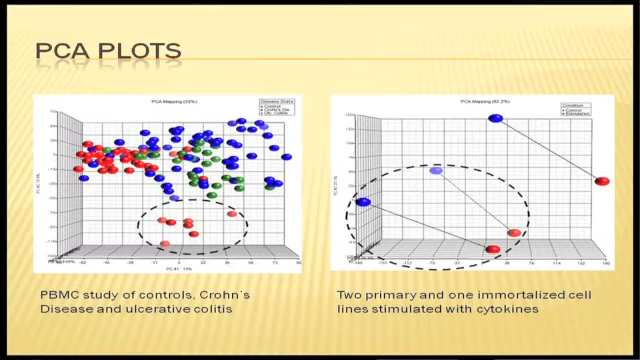 PCA PLOTS
PCA Mapping (33%)
Disease State
Control
Crohn's Dis
Ulc. Colitis
PCA Mapping (82.2%)
Condition
Control
Stimulated
PBMC study of controls, Crohn´s
Disease and ulcerative colitis
Two primary and one immortalized cell
lines stimulated with cytokines